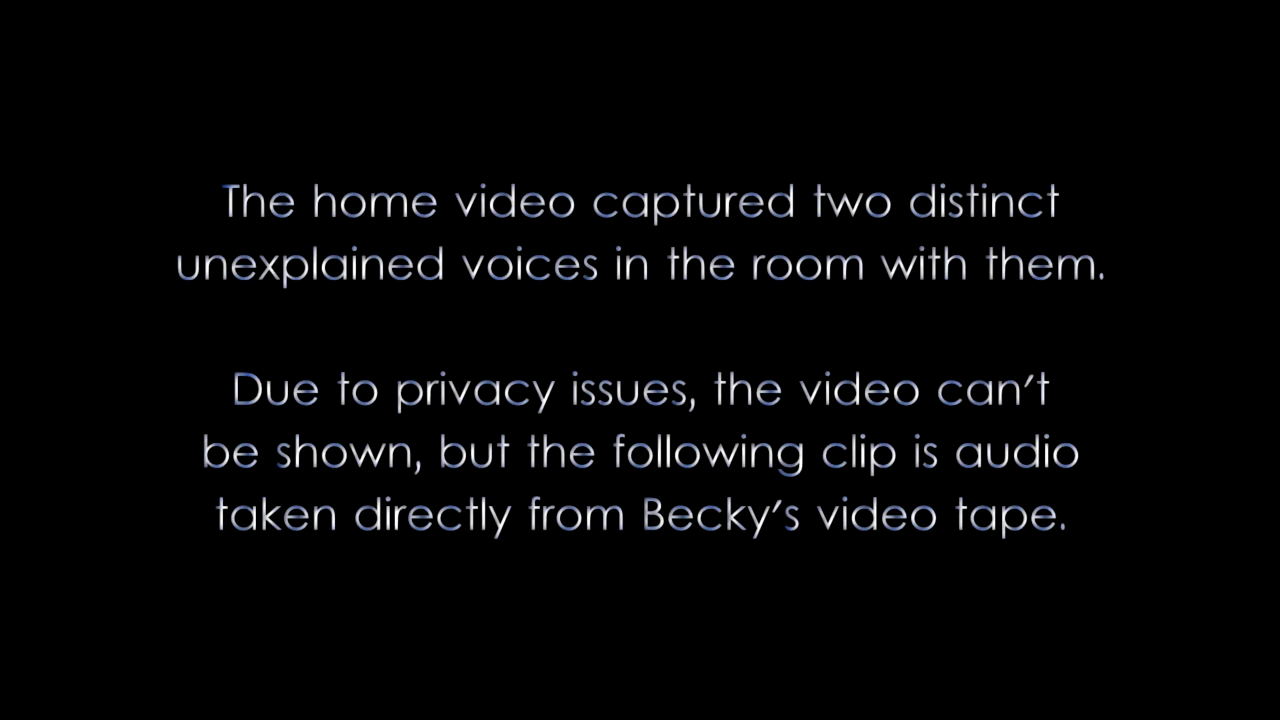 The home video captured two distinct
unexplained voices in the room with them.
Due to privacy issues, the video can't
be shown, but the following clip is audio
taken directly from Becky's video tape.